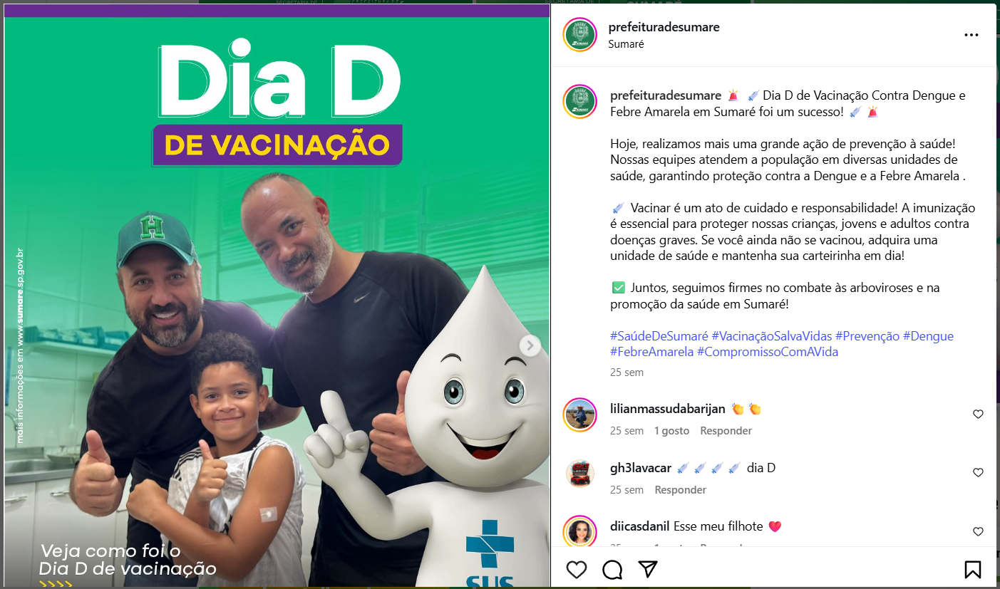 Dia D
DE VACINAÇÃO
H
mais informações em www.sumare.sp.gov.br
SUS
Veja como foi o
Dia D de vacinação
>>>>
prefeituradesumare
Sumaré
prefeituradesumare 🚨 💉Dia D de Vacinação Contra Dengue e
Febre Amarela em Sumaré foi um sucesso! 💉🚨
Hoje, realizamos mais uma grande ação de prevenção à saúde!
Nossas equipes atendem a população em diversas unidades de
saúde, garantindo proteção contra a Dengue e a Febre Amarela .
💉 Vacinar é um ato de cuidado e responsabilidade! A imunização
é essencial para proteger nossas crianças, jovens e adultos contra
doenças graves. Se você ainda não se vacinou, adquira uma
unidade de saúde e mantenha sua carteirinha em dia!
✅ Juntos, seguimos firmes no combate às arboviroses e na
promoção da saúde em Sumaré!
#SaúdeDeSumaré #VacinaçãoSalvaVidas #Prevenção #Dengue
#FebreAmarela #CompromissoComAVida
25 sem
lilianmassudabarijan 👏👏
25 sem 1 gosto Responder
gh3lavacar 💉💉💉💉 dia D
25 sem Responder
diicasdanil Esse meu filhote ❤️